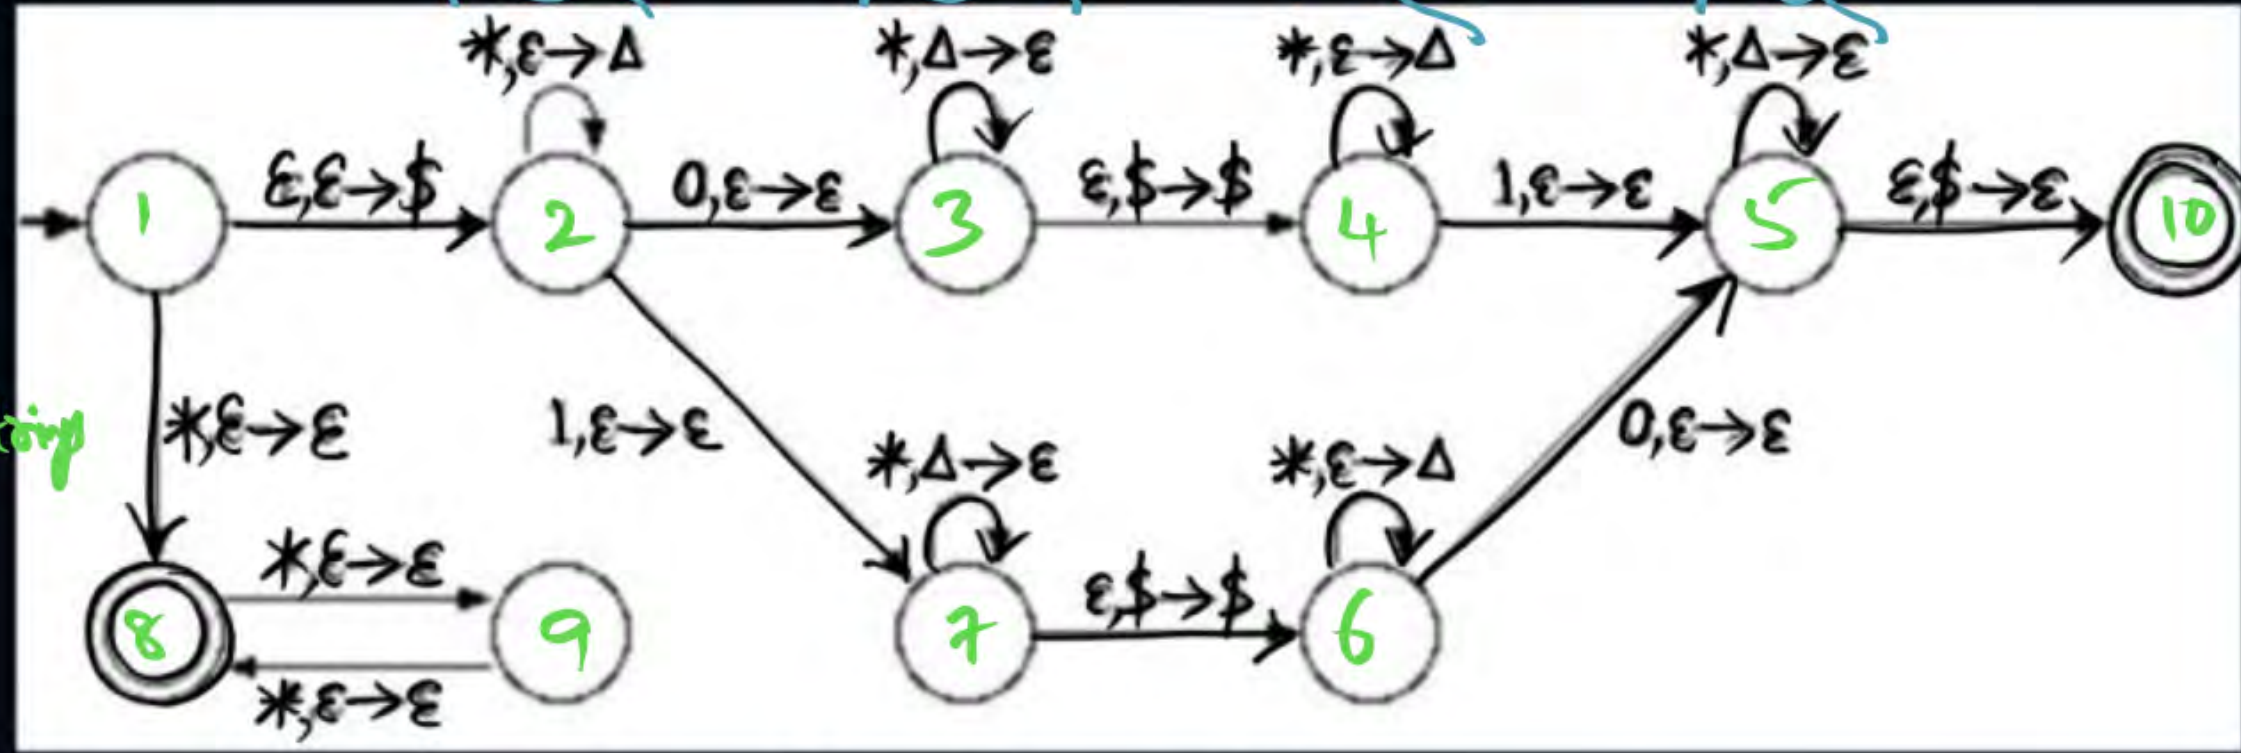 *,ε→Δ *,Δ→ε *,ε→Δ *,Δ→ε
1 ε,ε→$ 2 0,ε→ε 3 ε,$→$ 4 1,ε→ε 5 ε,$→ε 10
*,ε→ε 1,ε→ε 0,ε→ε
*,Δ→ε *,ε→Δ
8 *,ε→ε 9 7 ε,$→$ 6
*,ε→ε